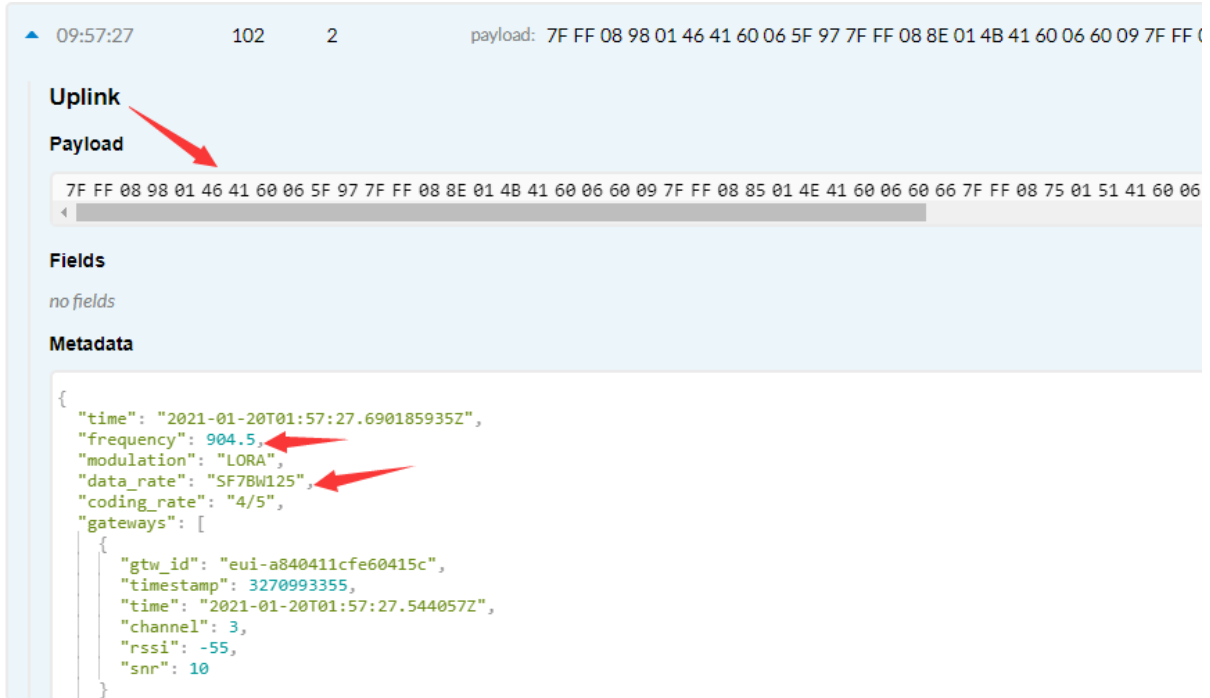 09:57:27 102 2 payload: 7F FF 08 98 01 46 41 60 06 5F 97 7F FF 08 8E 01 4B 41 60 06 60 09 7F FF
Uplink
Payload
7F FF 08 98 01 46 41 60 06 5F 97 7F FF 08 8E 01 4B 41 60 06 60 09 7F FF 08 85 01 4E 41 60 06 60 66 7F FF 08 75 01 51 41 60 06
Fields
no fields
Metadata
{
"time": "2021-01-20T01:57:27.690185935Z",
"frequency": 904.5,
"modulation": "LORA",
"data_rate": "SF7BW125",
"coding_rate": "4/5",
"gateways": [
{
"gtw_id": "eui-a840411cfe60415c",
"timestamp": 3270993355,
"time": "2021-01-20T01:57:27.544057Z",
"channel": 3,
"rssi": -55,
"snr": 10
}